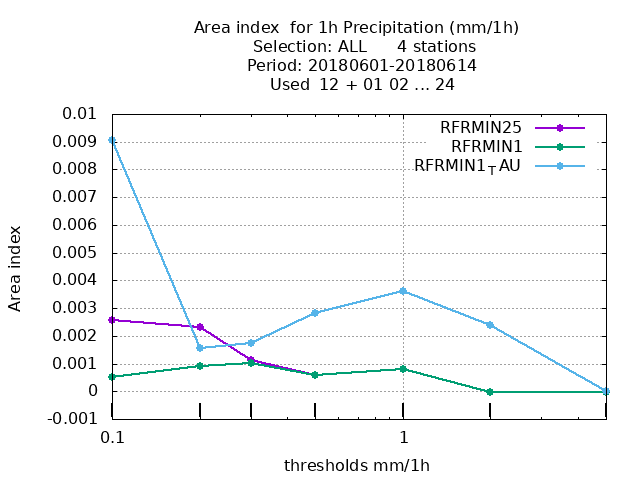 Area index  for 1h Precipitation (mm/1h)
Selection: ALL      4 stations
Period: 20180601-20180614
Used  12 + 01 02 ... 24
RFRMIN25
RFRMIN1
RFRMIN1TAU
0.01
0.009
0.008
0.007
0.006
0.005
0.004
0.003
0.002
0.001
0
-0.001
Area index
0.1
1
thresholds mm/1h